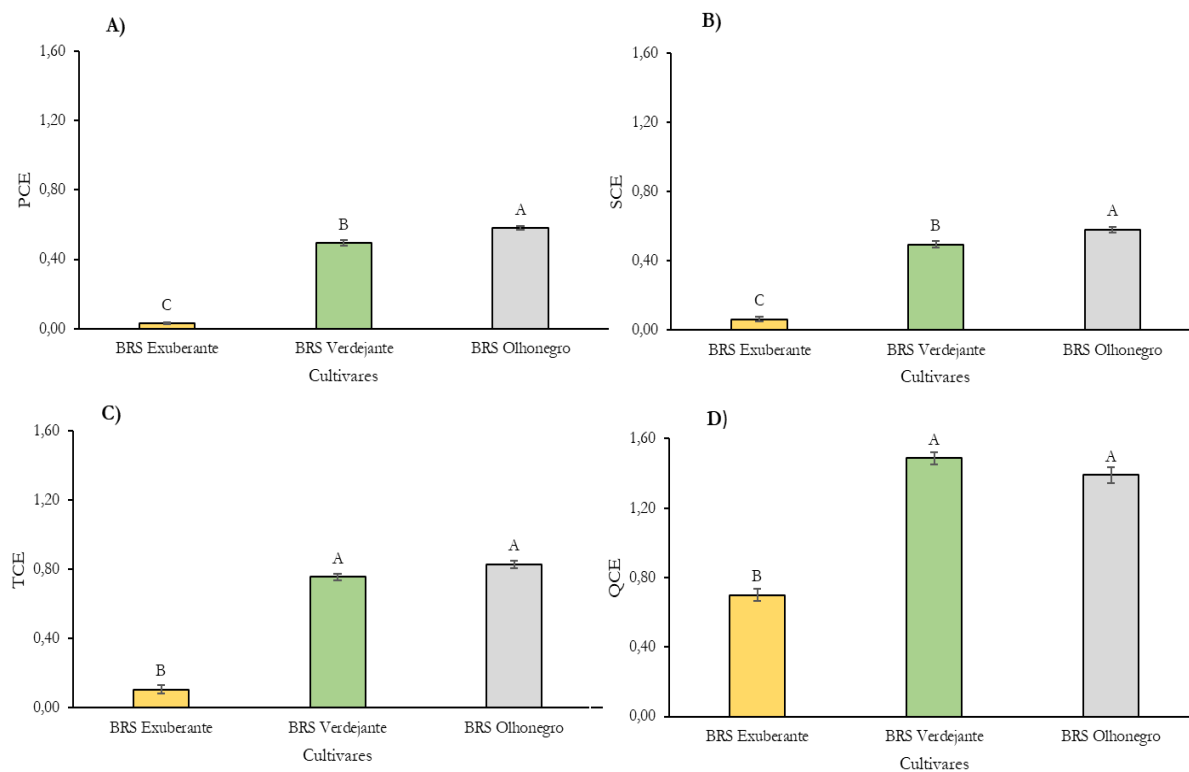 A)
1,60
1,20
0,80
0,40
0,00
PCE
C
B
A
BRS Exuberante
BRS Verdejante
BRS Olhonegro
Cultivares
B)
1,60
1,20
0,80
0,40
0,00
SCE
C
B
A
BRS Exuberante
BRS Verdejante
BRS Olhonegro
Cultivares
C)
1,60
1,20
0,80
0,40
0,00
TCE
B
A
A
BRS Exuberante
BRS Verdejante
BRS Olhonegro
Cultivares
D)
1,60
1,20
0,80
0,40
0,00
QCE
B
A
A
BRS Exuberante
BRS Verdejante
BRS Olhonegro
Cultivares